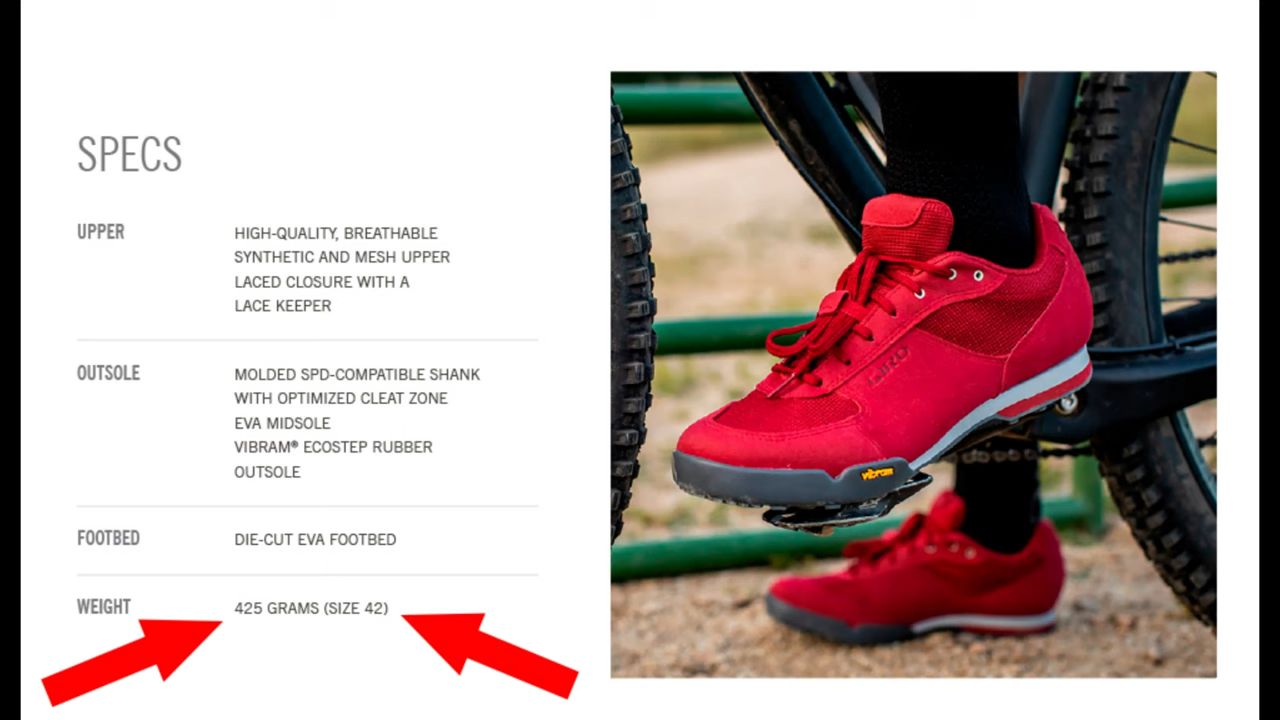 SPECS
UPPER
HIGH-QUALITY, BREATHABLE
SYNTHETIC AND MESH UPPER
LACED CLOSURE WITH A
LACE KEEPER
OUTSOLE
MOLDED SPD-COMPATIBLE SHANK
WITH OPTIMIZED CLEAT ZONE
EVA MIDSOLE
VIBRAM® ECOSTEP RUBBER
OUTSOLE
FOOTBED
DIE-CUT EVA FOOTBED
WEIGHT
425 GRAMS (SIZE 42)
GIRO
vibram